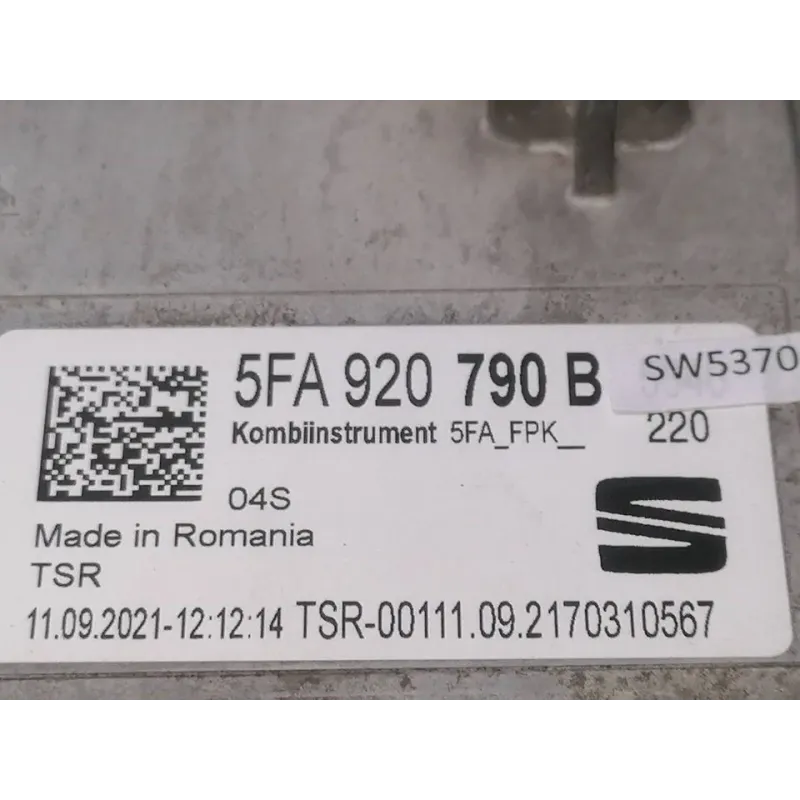 5FA 920 790 B
SW5370
Kombiinstrument 5FA_FPK__ 220
04S
Made in Romania
TSR
11.09.2021-12:12:14 TSR-00111.09.2170310567